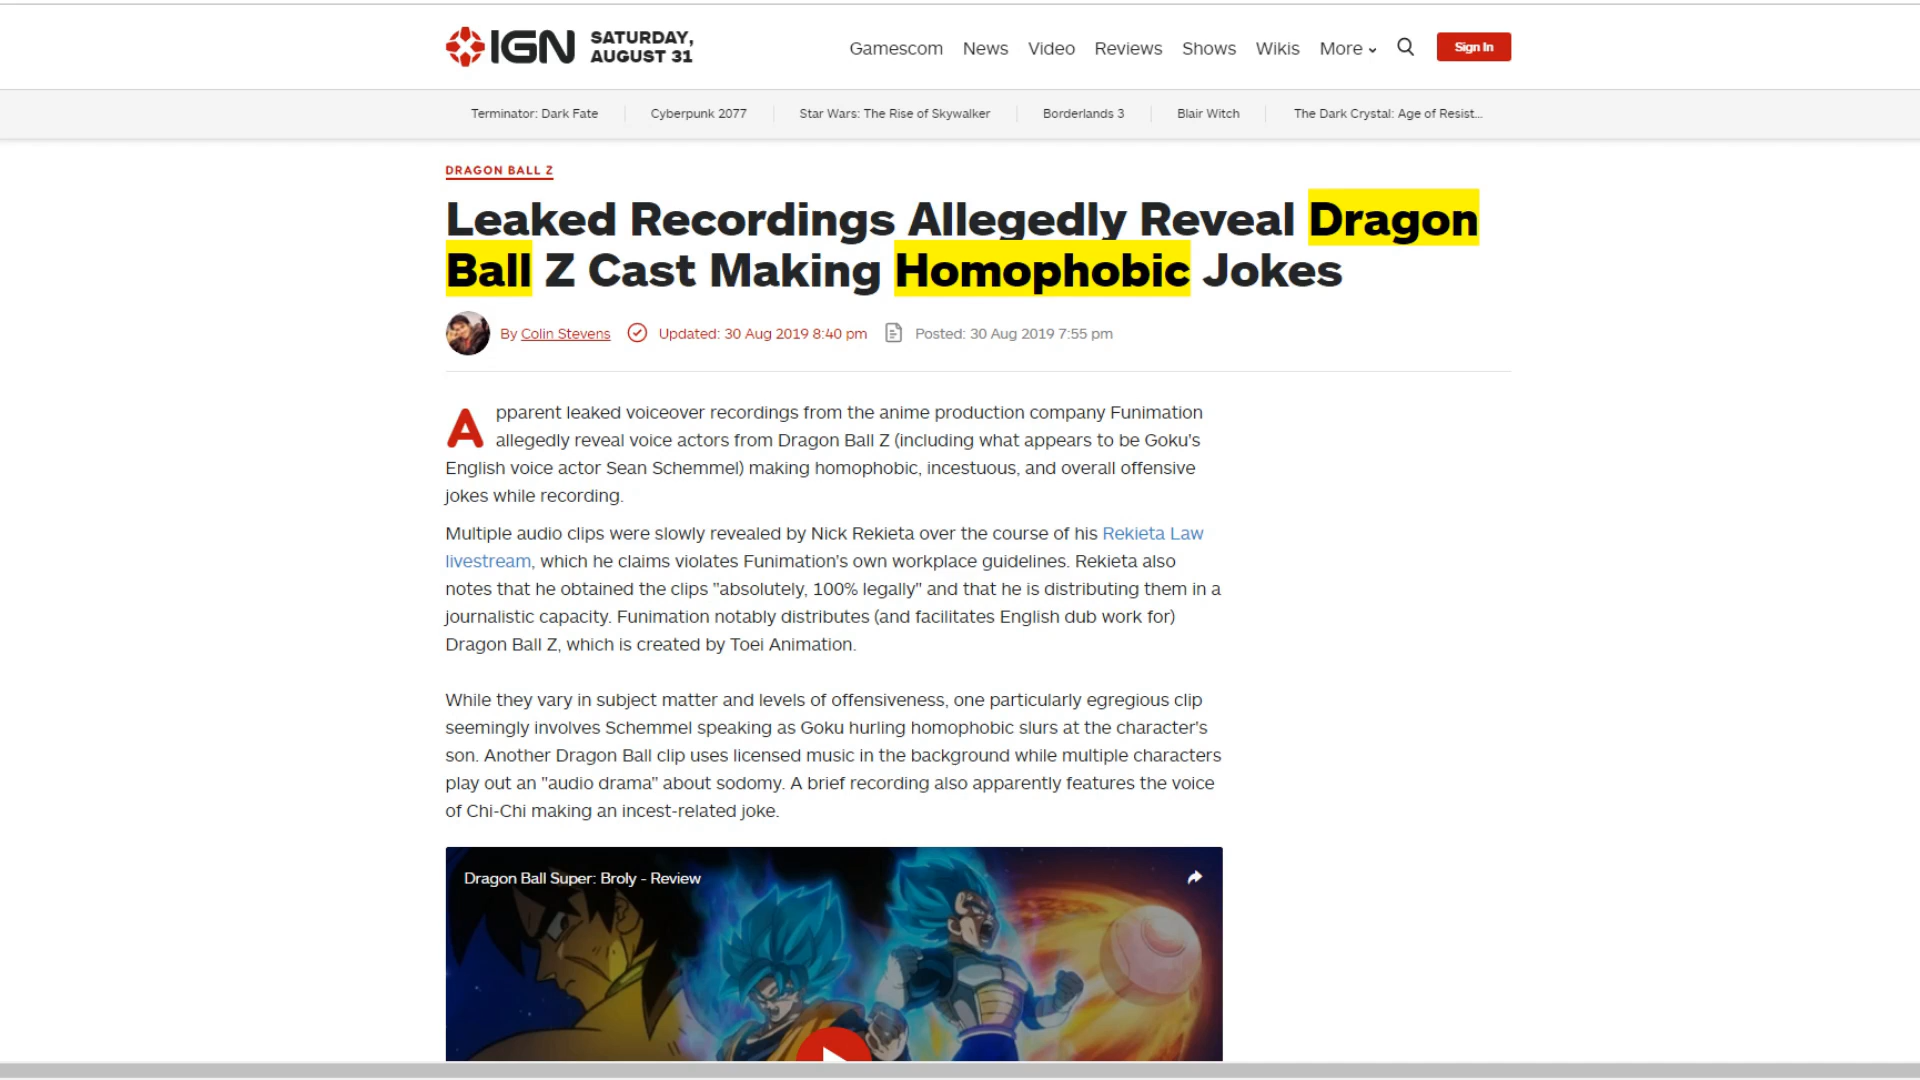 IGN
SATURDAY,
AUGUST 31
Gamescom News Video Reviews Shows Wikis More Sign In
Terminator: Dark Fate Cyberpunk 2077 Star Wars: The Rise of Skywalker Borderlands 3 Blair Witch The Dark Crystal: Age of Resist...
DRAGON BALL Z
Leaked Recordings Allegedly Reveal Dragon
Ball Z Cast Making Homophobic Jokes
By Colin Stevens Updated: 30 Aug 2019 8:40 pm Posted: 30 Aug 2019 7:55 pm
Apparent leaked voiceover recordings from the anime production company Funimation
allegedly reveal voice actors from Dragon Ball Z (including what appears to be Goku's
English voice actor Sean Schemmel) making homophobic, incestuous, and overall offensive
jokes while recording.
Multiple audio clips were slowly revealed by Nick Rekieta over the course of his Rekieta Law
livestream, which he claims violates Funimation's own workplace guidelines. Rekieta also
notes that he obtained the clips "absolutely, 100% legally" and that he is distributing them in a
journalistic capacity. Funimation notably distributes (and facilitates English dub work for)
Dragon Ball Z, which is created by Toei Animation.
While they vary in subject matter and levels of offensiveness, one particularly egregious clip
seemingly involves Schemmel speaking as Goku hurling homophobic slurs at the character's
son. Another Dragon Ball clip uses licensed music in the background while multiple characters
play out an "audio drama" about sodomy. A brief recording also apparently features the voice
of Chi-Chi making an incest-related joke.
Dragon Ball Super: Broly - Review